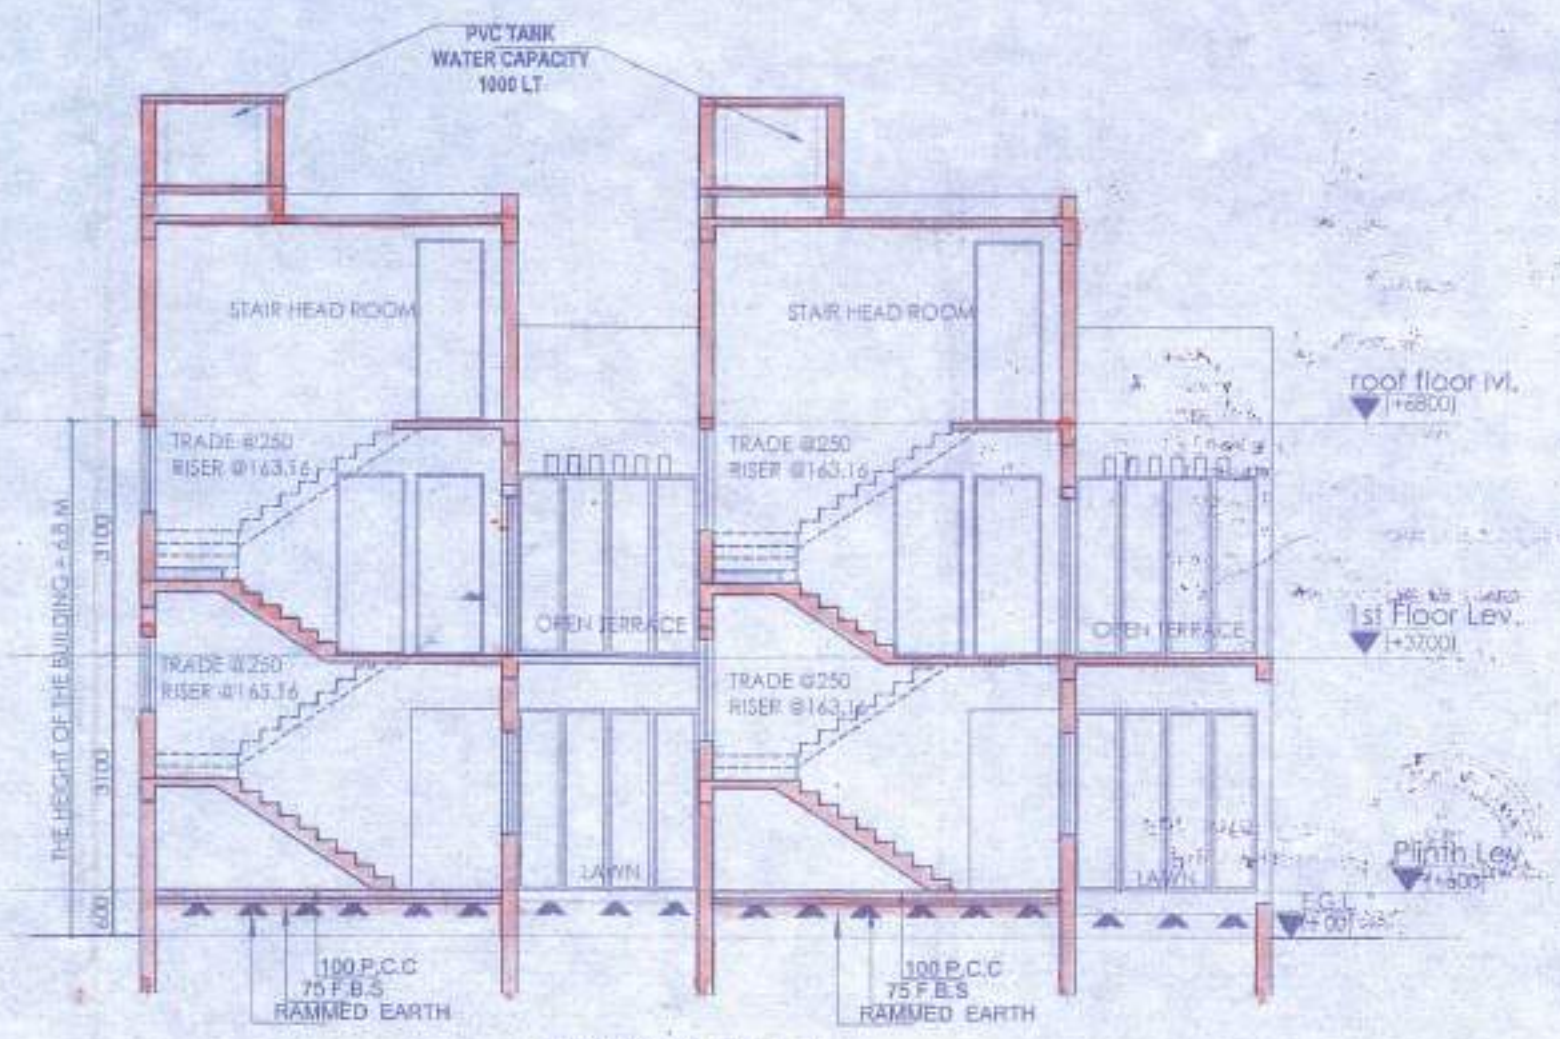 PVC TANK
WATER CAPACITY
1000 LT
STAIR HEAD ROOM
STAIR HEAD ROOM
roof floor lvl.
(+6800)
TRADE @250
RISER @163.16
TRADE @250
RISER @163.16
THE HEIGHT OF THE BUILDING = 6.8 M
3100
OPEN TERRACE
OPEN TERRACE
1st Floor Lev.
(+3700)
TRADE @250
RISER @163.16
TRADE @250
RISER @163.16
3100
LAWN
LAWN
Plinth Lev.
(+600)
600
F.G.L.
100 P.C.C
75 F.B.S
RAMMED EARTH
100 P.C.C
75 F.B.S
RAMMED EARTH